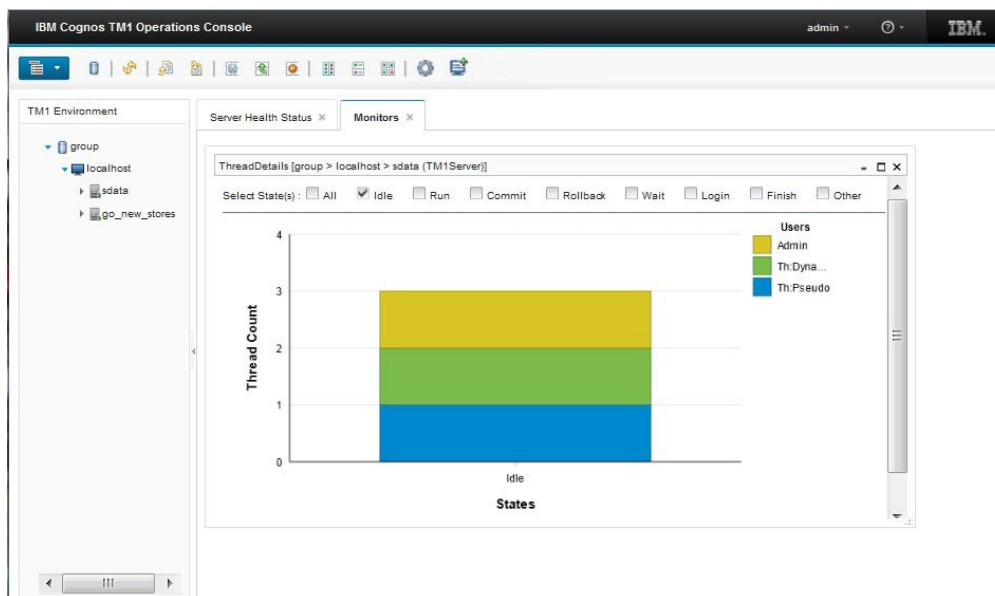 IBM Cognos TM1 Operations Console
admin
?
IBM.
TM1 Environment
group
localhost
sdata
go_new_stores
Server Health Status ×
Monitors ×
ThreadDetails [group > localhost > sdata (TM1Server)]
Select State(s) : All Idle Run Commit Rollback Wait Login Finish Other
Users
Admin
Th:Dyna...
Th:Pseudo
Thread Count
4
3
2
1
0
Idle
States